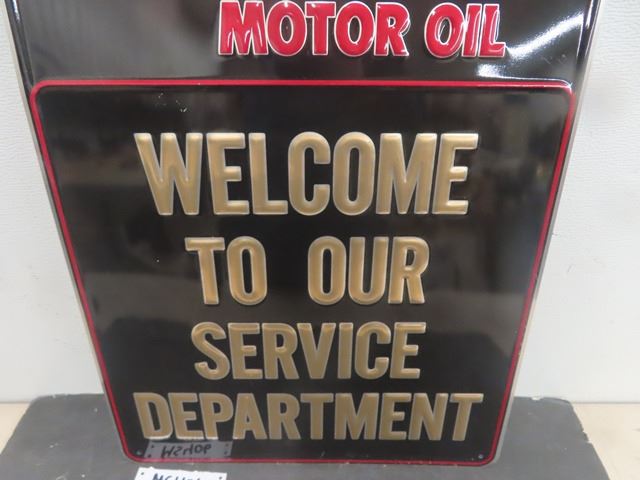 MOTOR OIL
WELCOME
TO OUR
SERVICE
DEPARTMENT